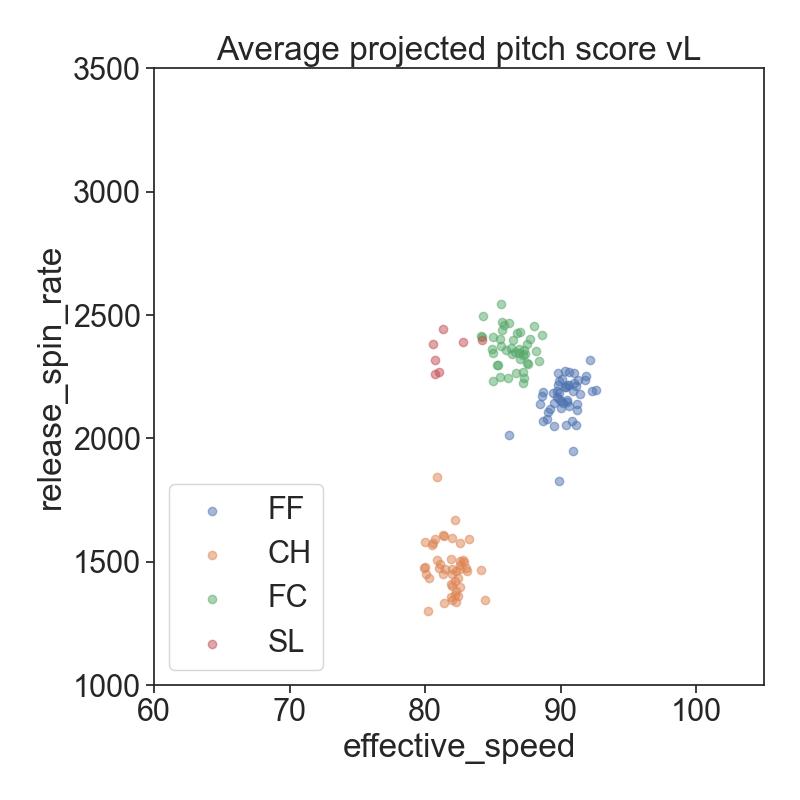 Average projected pitch score vL
3500
3000
2500
2000
1500
1000
release_spin_rate
FF
CH
FC
SL
60
70
80
90
100
effective_speed